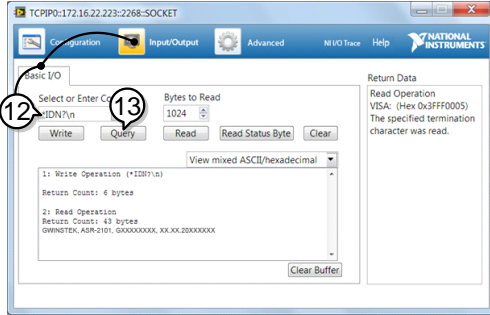 TCPIP0::172.16.22.223::2268::SOCKET
Configuration Input/Output Advanced NI I/O Trace Help NATIONAL INSTRUMENTS
Basic I/O
Return Data
Select or Enter Co Bytes to Read
12 *IDN?\n 13 1024
Write Query Read Read Status Byte Clear
View mixed ASCII/hexadecimal
1: Write Operation (*IDN?\n)
Return Count: 6 bytes
2: Read Operation
Return Count: 43 bytes
GWINSTEK, ASR-2101, GXXXXXXXX, XX.XX.20XXXXXX
Clear Buffer
Read Operation
VISA: (Hex 0x3FFF0005)
The specified termination
character was read.